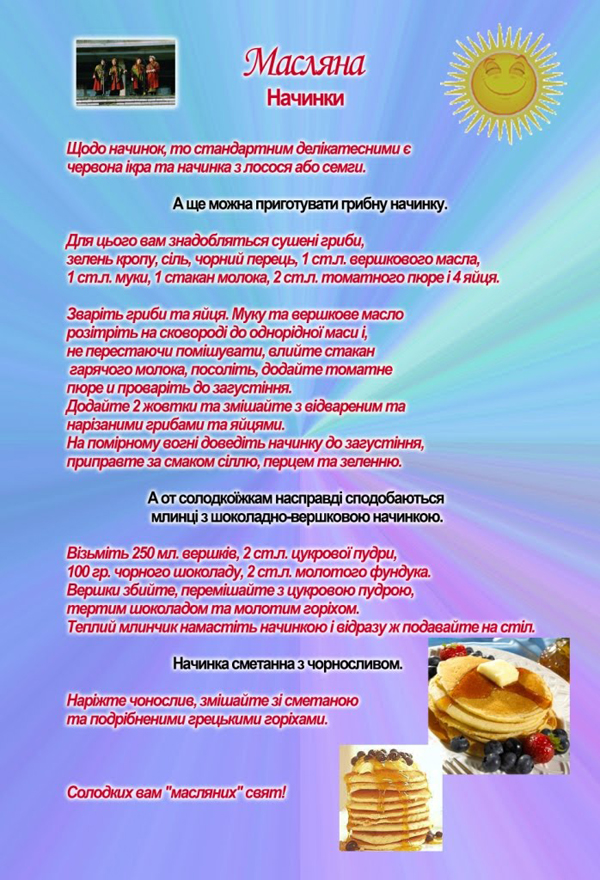 Масляна
Начинки
Щодо начинок, то стандартним делікатесними є
червона ікра та начинка з лосося або семги.
А ще можна приготувати грибну начинку.
Для цього вам знадобляться сушені гриби,
зелень кропу, сіль, чорний перець, 1 ст.л. вершкового масла,
1 ст.л. муки, 1 стакан молока, 2 ст.л. томатного пюре і 4 яйця.
Зваріть гриби та яйця. Муку та вершкове масло
розітріть на сковороді до однорідної маси і,
не перестаючи помішувати, влийте стакан
гарячого молока, посоліть, додайте томатне
пюре и проваріть до загустіння.
Додайте 2 жовтки та змішайте з відвареним та
нарізаними грибами та яйцями.
На помірному вогні доведіть начинку до загустіння,
приправте за смаком сіллю, перцем та зеленню.
А от солодкоїжкам насправді сподобаються
млинці з шоколадно-вершковою начинкою.
Візьміть 250 мл. вершків, 2 ст.л. цукрової пудри,
100 гр. чорного шоколаду, 2 ст.л. молотого фундука.
Вершки збийте, перемішайте з цукровою пудрою,
тертим шоколадом та молотим горіхом.
Теплий млинчик намастіть начинкою і відразу ж подавайте на стіл.
Начинка сметанна з чорносливом.
Наріжте чонослив, змішайте зі сметаною
та подрібненими грецькими горіхами.
Солодких вам "масляних" свят!